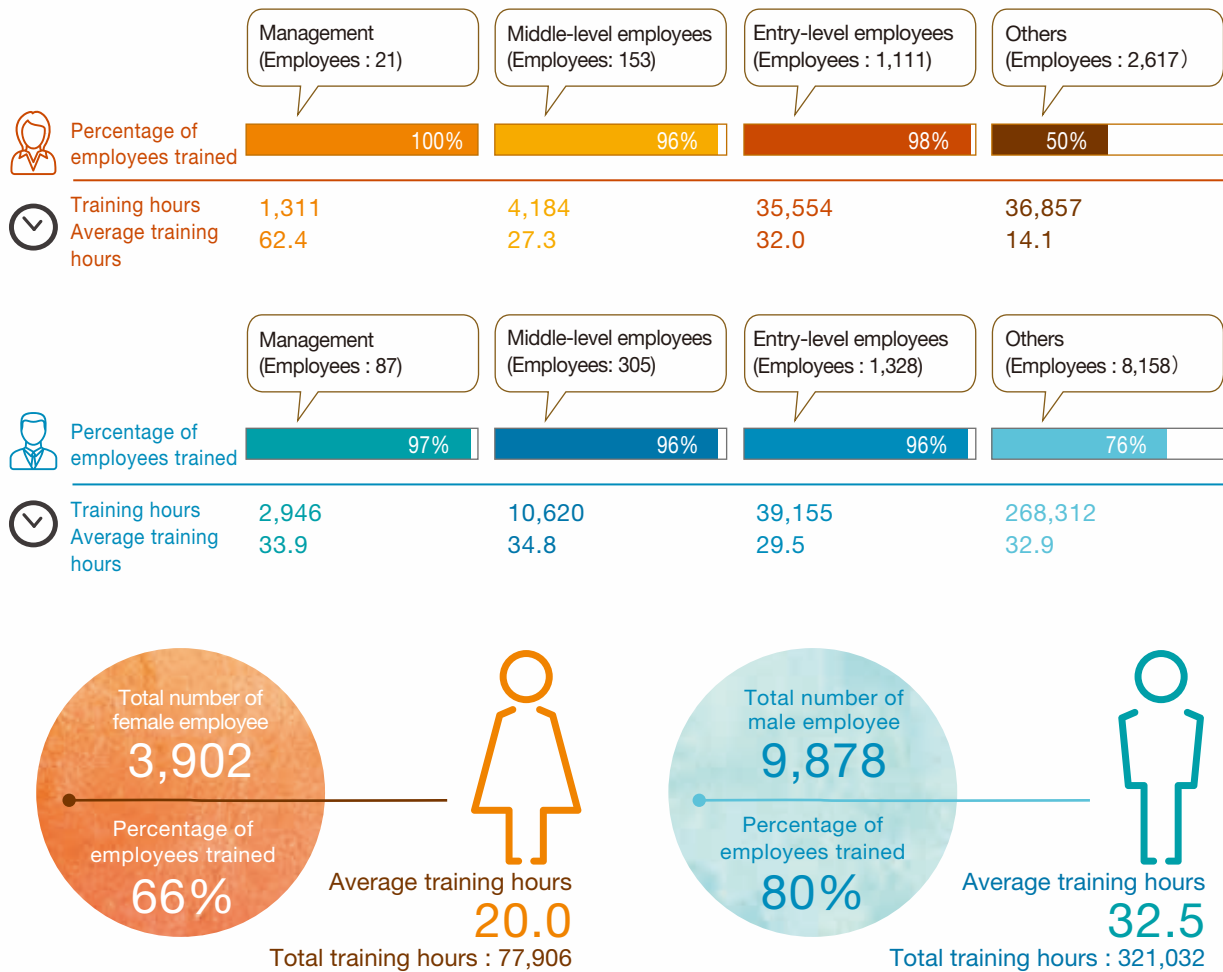 Management
(Employees : 21)
Middle-level employees
(Employees: 153)
Entry-level employees
(Employees : 1,111)
Others
(Employees : 2,617)
Percentage of
employees trained
100%
96%
98%
50%
Training hours
1,311
4,184
35,554
36,857
Average training
hours
62.4
27.3
32.0
14.1
Management
(Employees : 87)
Middle-level employees
(Employees: 305)
Entry-level employees
(Employees : 1,328)
Others
(Employees : 8,158)
Percentage of
employees trained
97%
96%
96%
76%
Training hours
2,946
10,620
39,155
268,312
Average training
hours
33.9
34.8
29.5
32.9
Total number of
female employee
3,902
Percentage of
employees trained
66%
Average training hours
20.0
Total training hours : 77,906
Total number of
male employee
9,878
Percentage of
employees trained
80%
Average training hours
32.5
Total training hours : 321,032